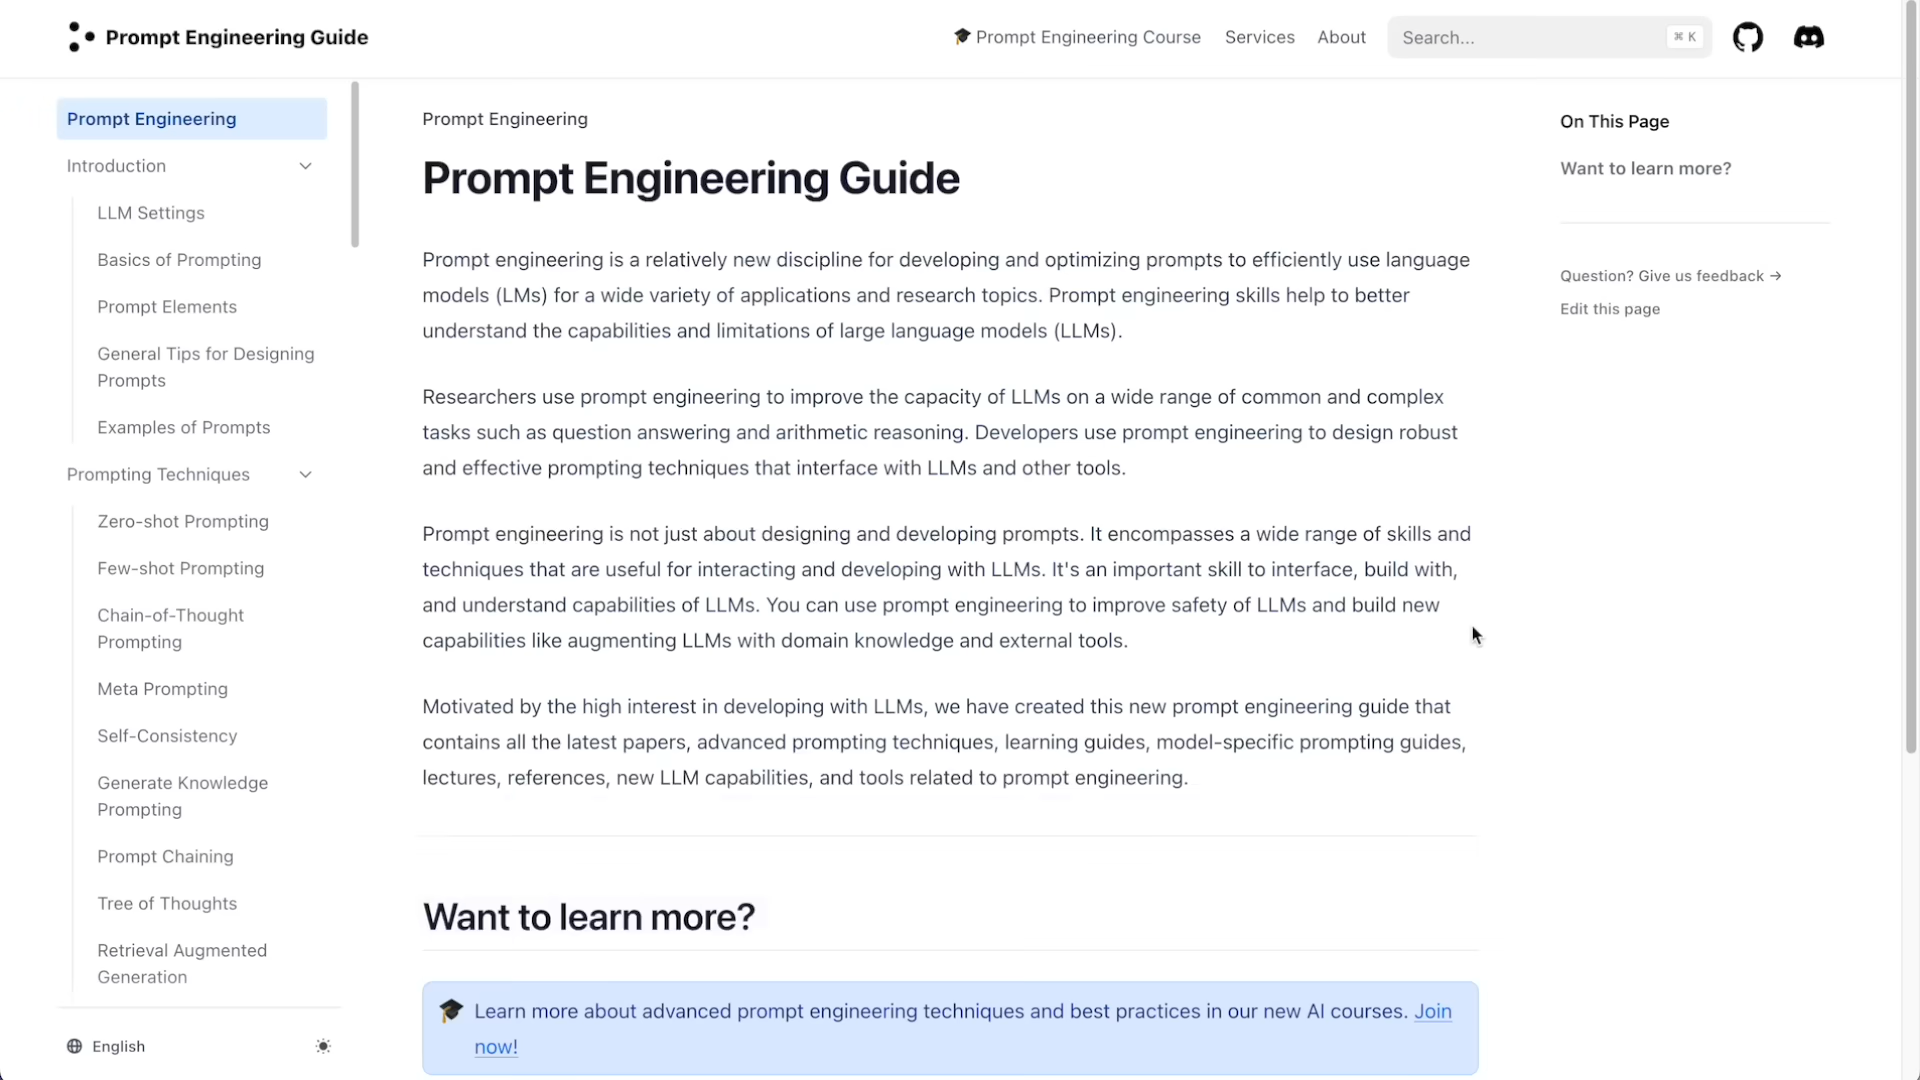 Prompt Engineering Guide
Prompt Engineering Course
Services
About
Search...
⌘ K
Prompt Engineering
Introduction
LLM Settings
Basics of Prompting
Prompt Elements
General Tips for Designing
Prompts
Examples of Prompts
Prompting Techniques
Zero-shot Prompting
Few-shot Prompting
Chain-of-Thought
Prompting
Meta Prompting
Self-Consistency
Generate Knowledge
Prompting
Prompt Chaining
Tree of Thoughts
Retrieval Augmented
Generation
English
Prompt Engineering
Prompt Engineering Guide
Prompt engineering is a relatively new discipline for developing and optimizing prompts to efficiently use language
models (LMs) for a wide variety of applications and research topics. Prompt engineering skills help to better
understand the capabilities and limitations of large language models (LLMs).
Researchers use prompt engineering to improve the capacity of LLMs on a wide range of common and complex
tasks such as question answering and arithmetic reasoning. Developers use prompt engineering to design robust
and effective prompting techniques that interface with LLMs and other tools.
Prompt engineering is not just about designing and developing prompts. It encompasses a wide range of skills and
techniques that are useful for interacting and developing with LLMs. It's an important skill to interface, build with,
and understand capabilities of LLMs. You can use prompt engineering to improve safety of LLMs and build new
capabilities like augmenting LLMs with domain knowledge and external tools.
Motivated by the high interest in developing with LLMs, we have created this new prompt engineering guide that
contains all the latest papers, advanced prompting techniques, learning guides, model-specific prompting guides,
lectures, references, new LLM capabilities, and tools related to prompt engineering.
Want to learn more?
Learn more about advanced prompt engineering techniques and best practices in our new AI courses. Join
now!
On This Page
Want to learn more?
Question? Give us feedback →
Edit this page